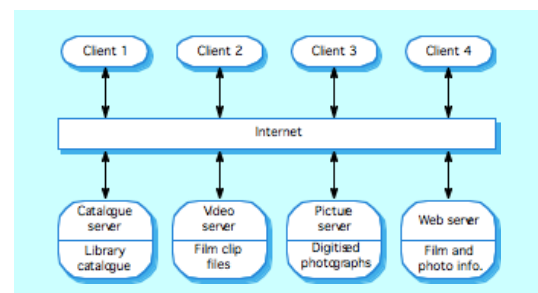 Client 1
Client 2
Client 3
Client 4
Internet
Catalogue
server
Library
catalogue
Video
server
Film clip
files
Picture
server
Digitised
photographs
Web server
Film and
photo info.